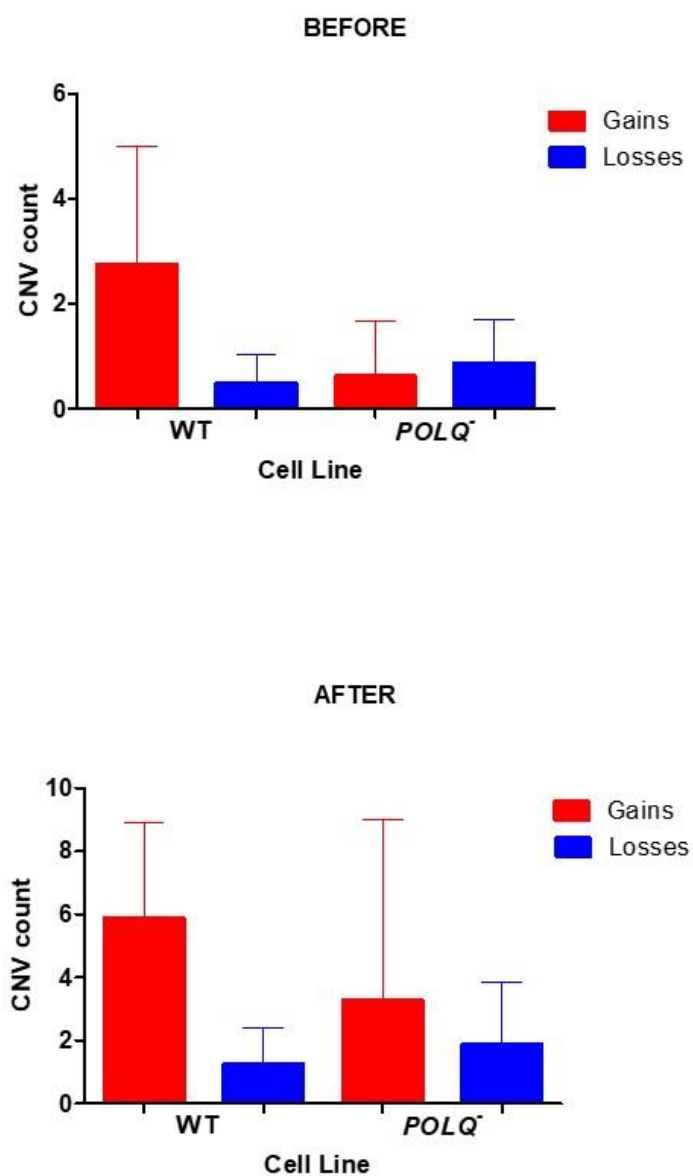 BEFORE
6
4
2
0
CNV count
Gains
Losses
WT
POLQ⁻
Cell Line
AFTER
10
8
6
4
2
0
CNV count
Gains
Losses
WT
POLQ⁻
Cell Line